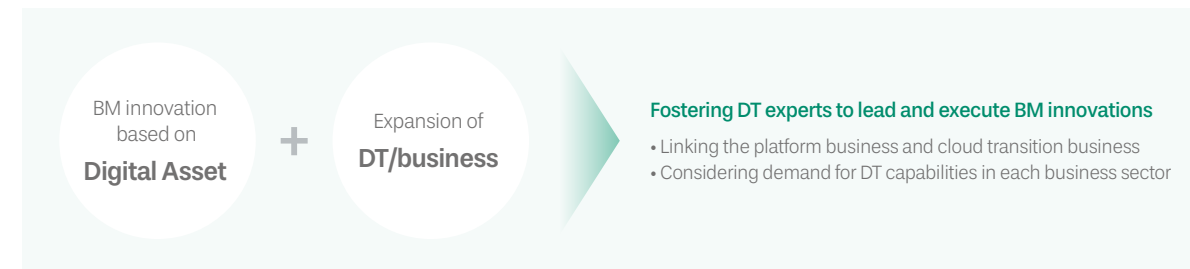 BM innovation
based on
Digital Asset
+
Expansion of
DT/business
Fostering DT experts to lead and execute BM innovations
• Linking the platform business and cloud transition business
• Considering demand for DT capabilities in each business sector